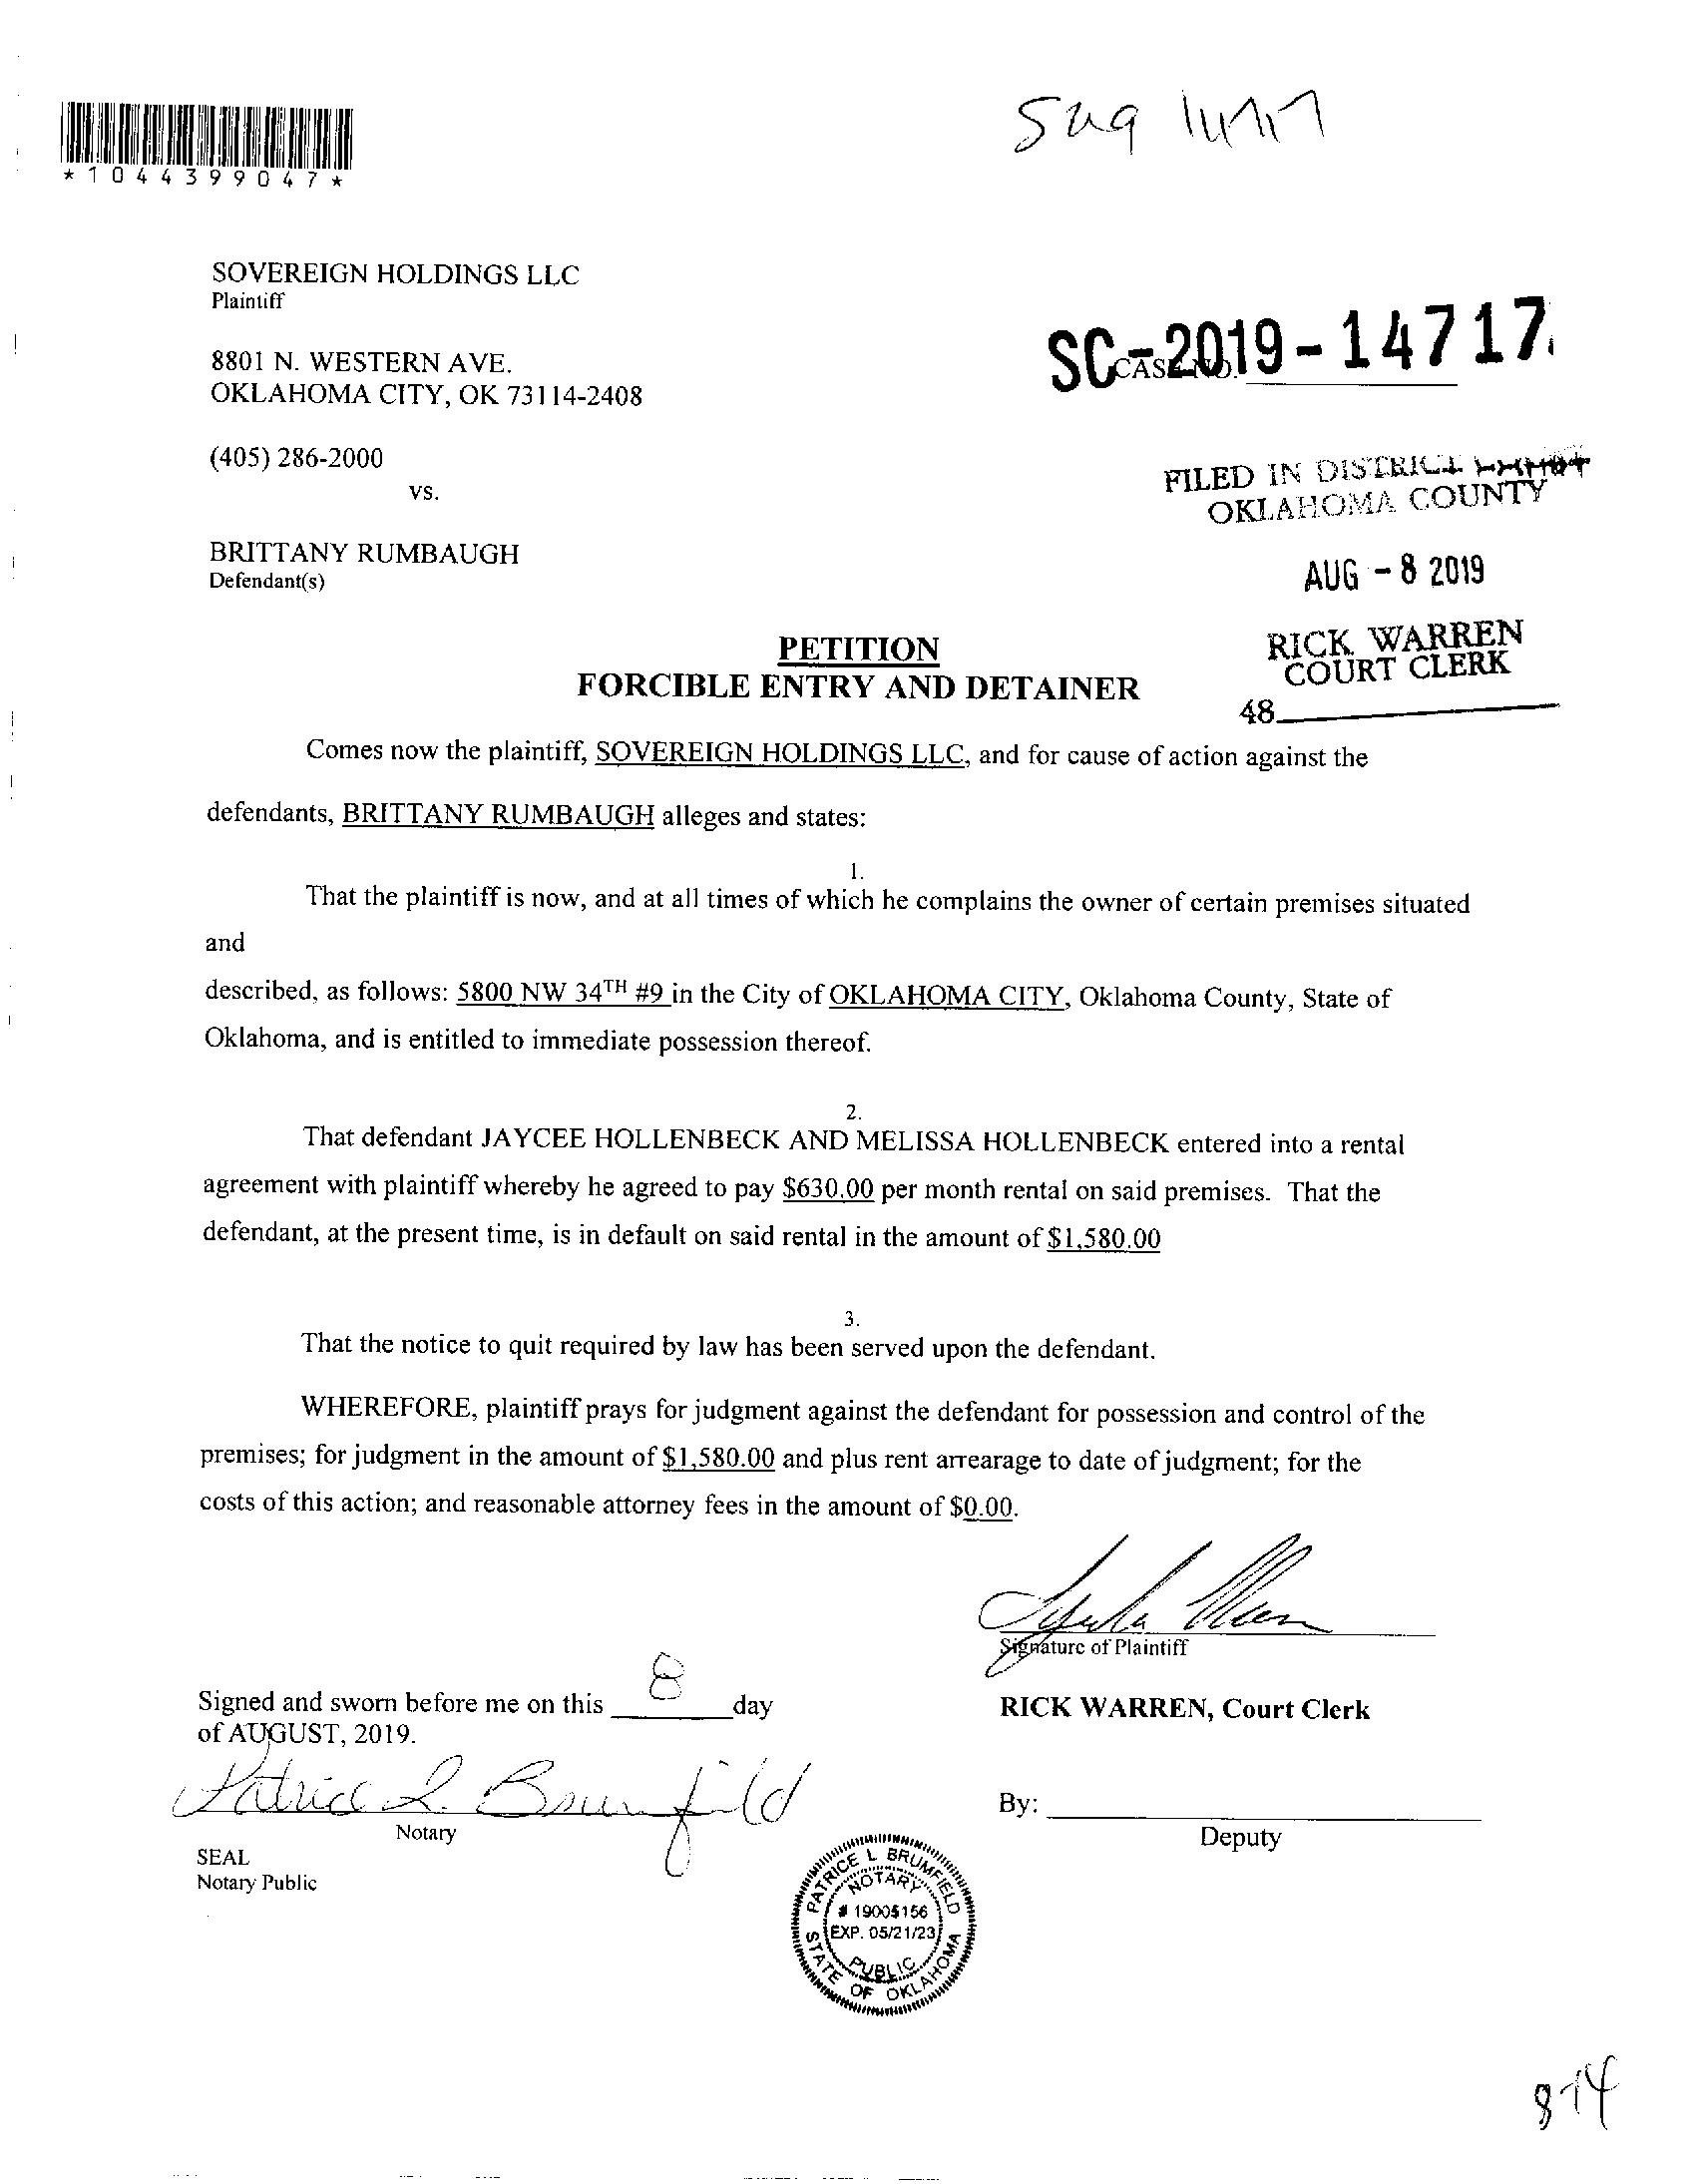 *1044399047*
SOVEREIGN HOLDINGS LLC
Plaintiff
8801 N. WESTERN AVE.
OKLAHOMA CITY, OK 73114-2408
SC-2019-14717
CASE NO.
(405) 286-2000
vs.
FILED IN DISTRICT
OKLAHOMA COUNTY
BRITTANY RUMBAUGH
Defendant(s)
AUG - 8 2019
RICK WARREN
COURT CLERK
48
PETITION
FORCIBLE ENTRY AND DETAINER
Comes now the plaintiff, SOVEREIGN HOLDINGS LLC, and for cause of action against the
defendants, BRITTANY RUMBAUGH alleges and states:
1.
That the plaintiff is now, and at all times of which he complains the owner of certain premises situated
and
described, as follows: 5800 NW 34TH #9 in the City of OKLAHOMA CITY, Oklahoma County, State of
Oklahoma, and is entitled to immediate possession thereof.
2.
That defendant JAYCEE HOLLENBECK AND MELISSA HOLLENBECK entered into a rental
agreement with plaintiff whereby he agreed to pay $630.00 per month rental on said premises. That the
defendant, at the present time, is in default on said rental in the amount of $1,580.00
3.
That the notice to quit required by law has been served upon the defendant.
WHEREFORE, plaintiff prays for judgment against the defendant for possession and control of the
premises; for judgment in the amount of $1,580.00 and plus rent arrearage to date of judgment; for the
costs of this action; and reasonable attorney fees in the amount of $0.00.
Signature of Plaintiff
Signed and sworn before me on this 8 day
of AUGUST, 2019.
RICK WARREN, Court Clerk
Patrice L. Brumfield
Notary
SEAL
Notary Public
By:
Deputy
PATRICE L BRUMFIELD
NOTARY
# 19005156
EXP. 05/21/23
PUBLIC
STATE OF OKLAHOMA